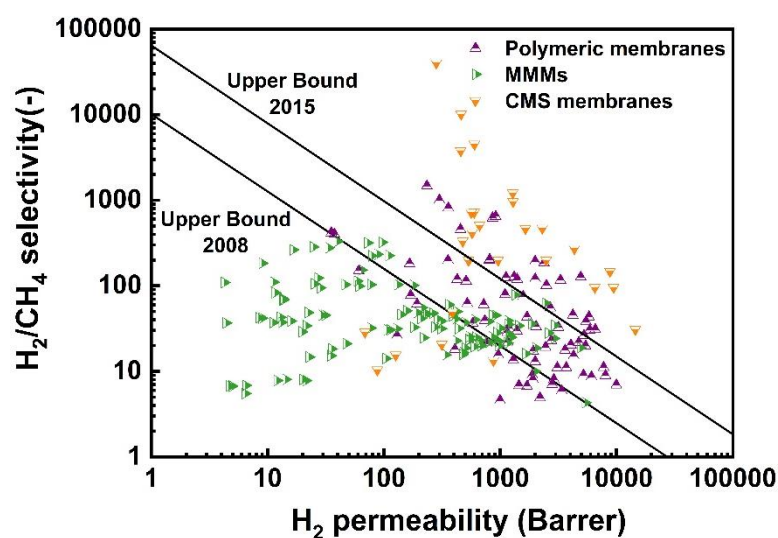 100000
10000
1000
100
10
1
H₂/CH₄ selectivity(-)
Upper Bound
2015
Upper Bound
2008
Polymeric membranes
MMMs
CMS membranes
1 10 100 1000 10000 100000
H₂ permeability (Barrer)